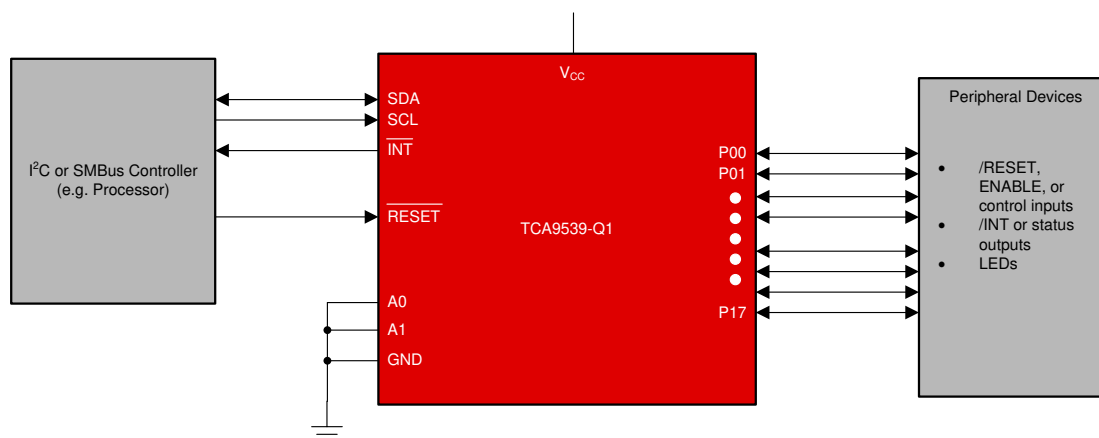 V_CC
I²C or SMBus Controller
(e.g. Processor)
SDA
SCL
INT
RESET
A0
A1
GND
TCA9539-Q1
P00
P01
P17
Peripheral Devices
• /RESET,
ENABLE, or
control inputs
• /INT or status
outputs
• LEDs